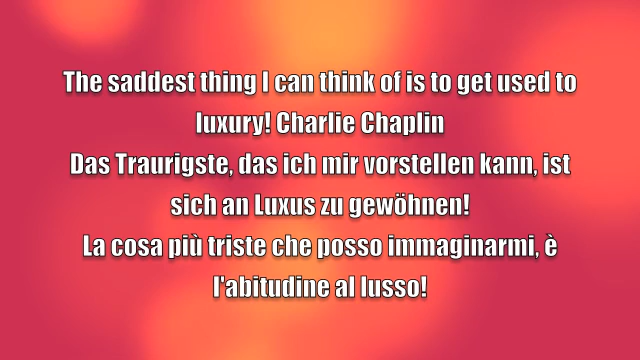 The saddest thing I can think of is to get used to
luxury! Charlie Chaplin
Das Traurigste, das ich mir vorstellen kann, ist
sich an Luxus zu gewöhnen!
La cosa più triste che posso immaginarmi, è
l'abitudine al lusso!